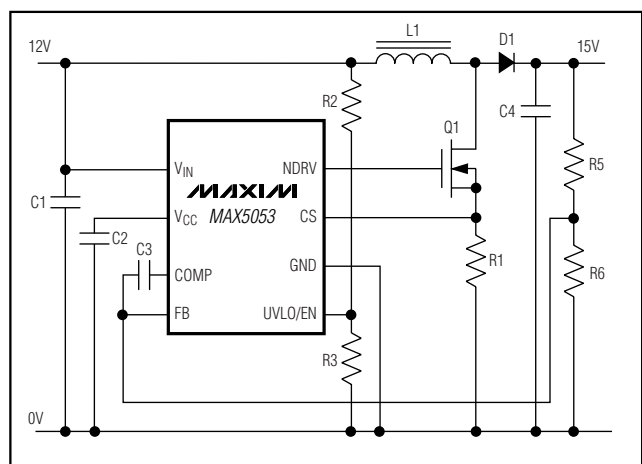 12V
L1
D1
15V
R2
C4
Q1
R5
VIN
NDRV
MAXIM
MAX5053
C1
VCC
CS
C2
C3
R1
COMP
GND
R6
FB
UVLO/EN
R3
0V